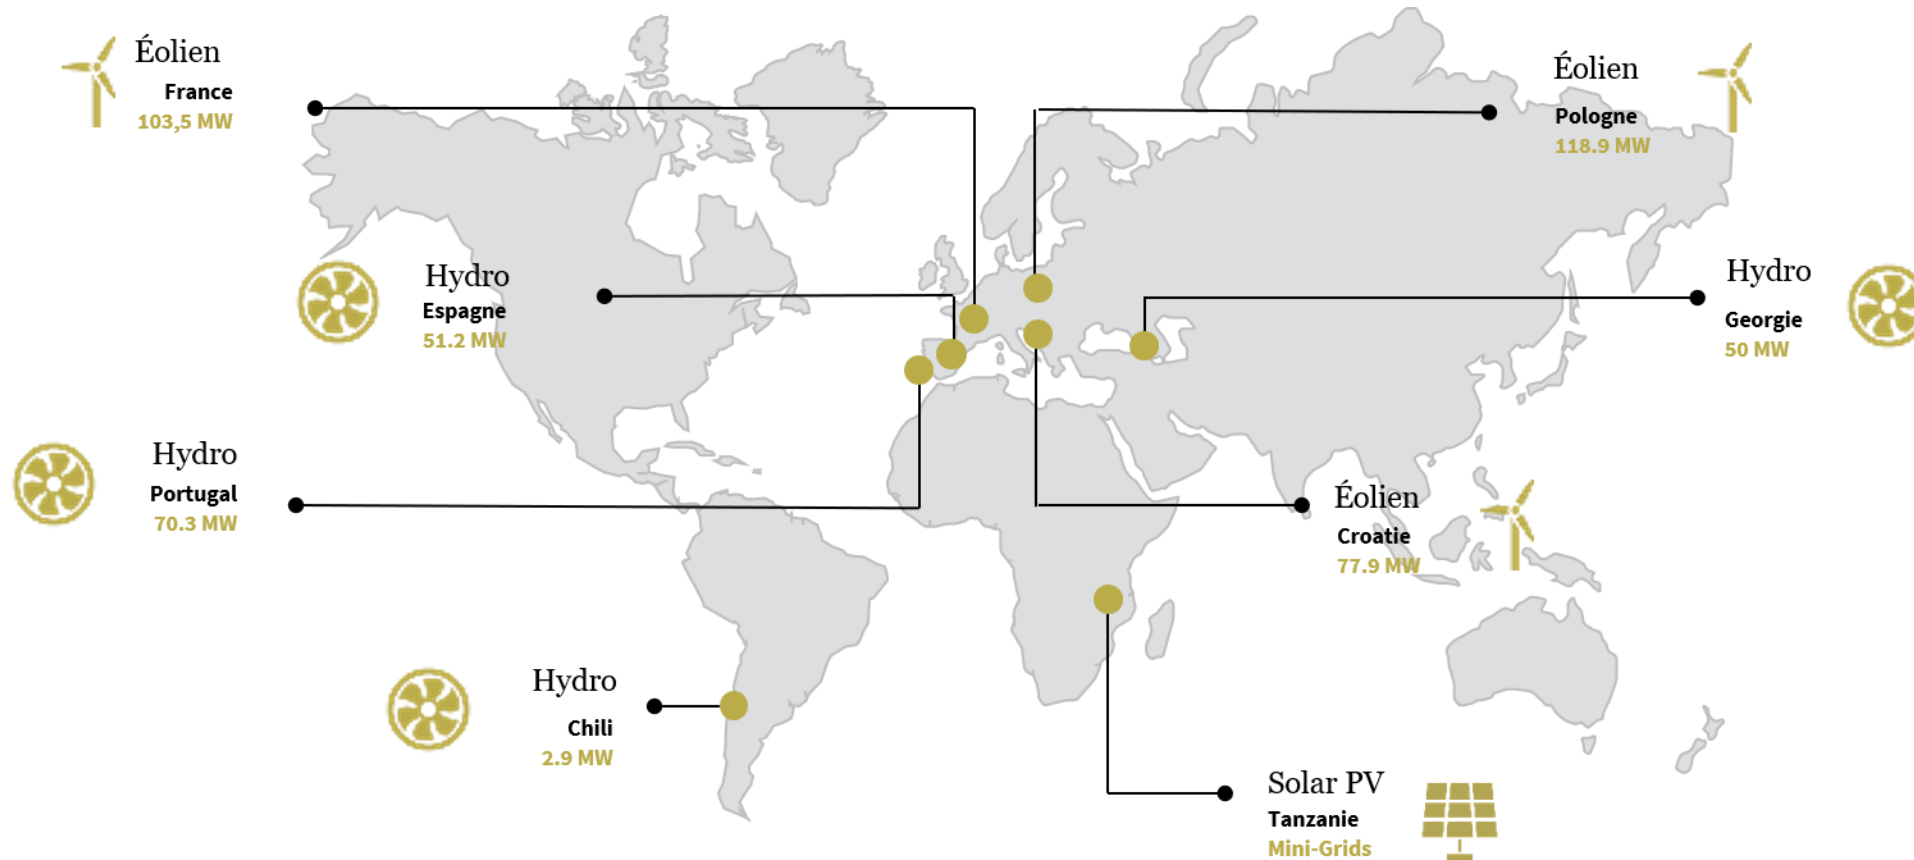 Éolien
France
103,5 MW
Éolien
Pologne
118.9 MW
Hydro
Espagne
51.2 MW
Hydro
Georgie
50 MW
Hydro
Portugal
70.3 MW
Éolien
Croatie
77.9 MW
Hydro
Chili
2.9 MW
Solar PV
Tanzanie
Mini-Grids